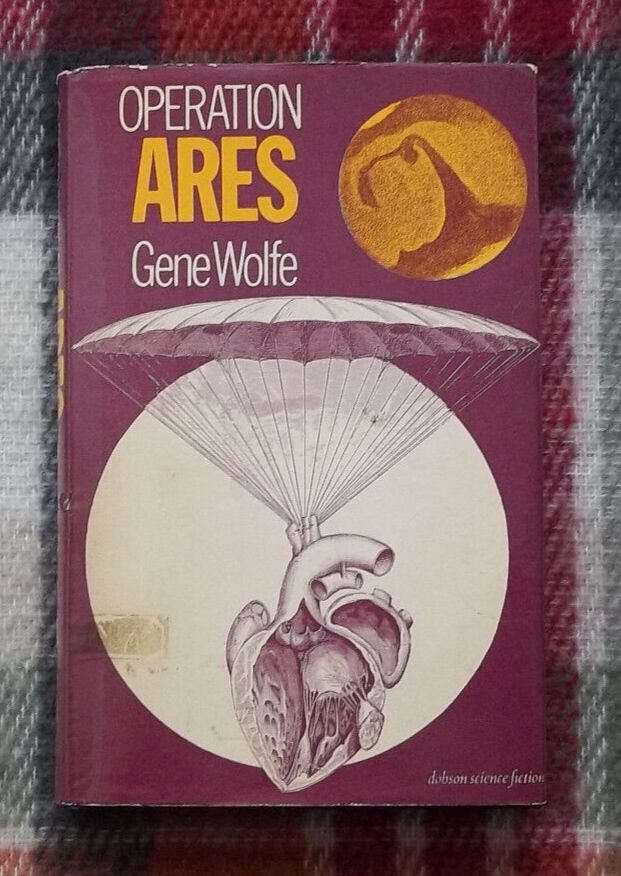 OPERATION
ARES
Gene Wolfe
dobson science fiction